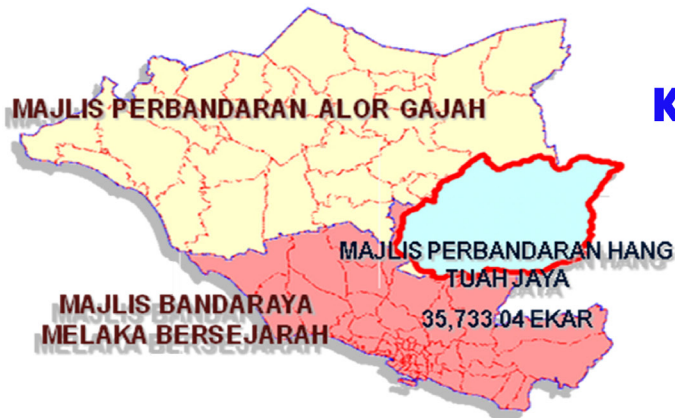 MAJLIS PERBANDARAN ALOR GAJAH
K
MAJLIS PERBANDARAN HANG
TUAH JAYA
35,733.04 EKAR
MAJLIS BANDARAYA
MELAKA BERSEJARAH